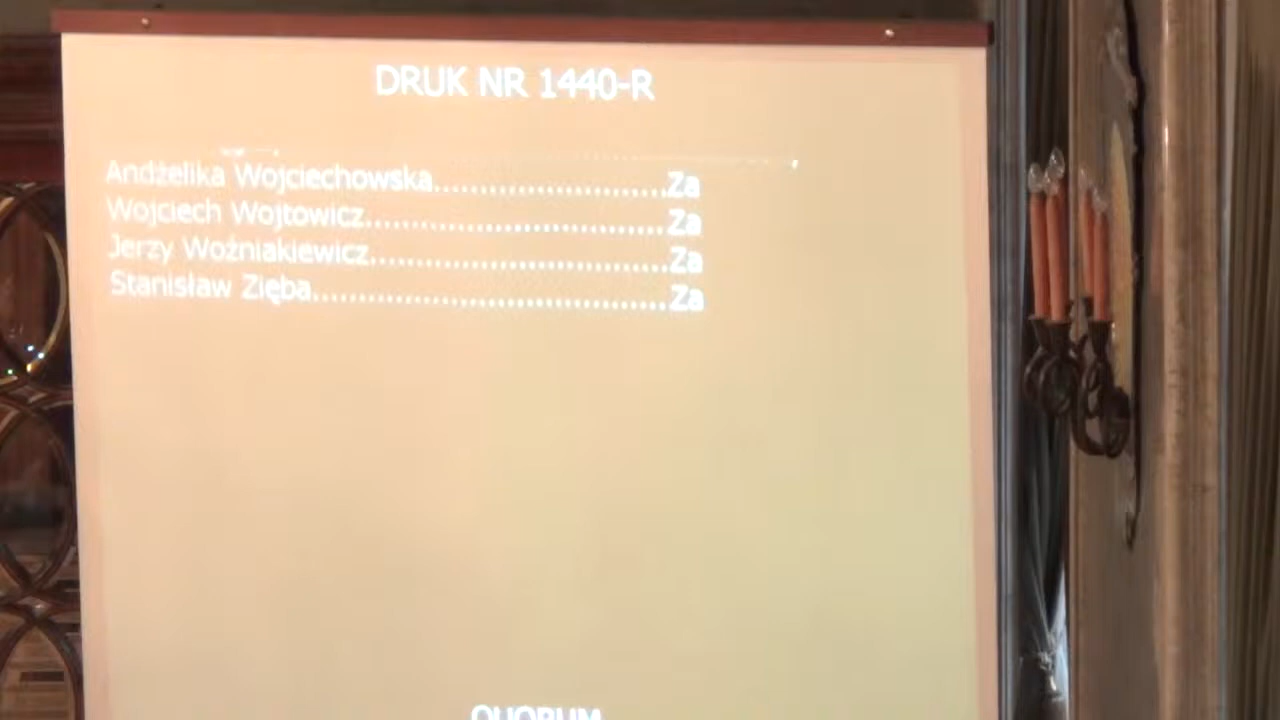 DRUK NR 1440-R
Andżelika Wojciechowska.........................Za
Wojciech Wojtowicz...................................Za
Jerzy Woźniakiewicz................................Za
Stanisław Zięba.......................................Za
QUORUM